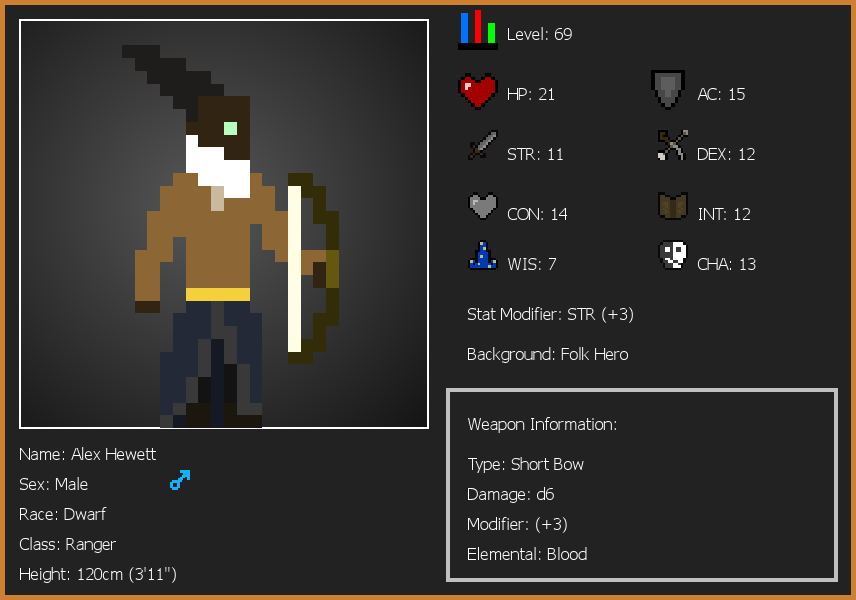 Level: 69
HP: 21
AC: 15
STR: 11
DEX: 12
CON: 14
INT: 12
WIS: 7
CHA: 13
Stat Modifier: STR (+3)
Background: Folk Hero
Weapon Information:
Type: Short Bow
Damage: d6
Modifier: (+3)
Elemental: Blood
Name: Alex Hewett
Sex: Male
Race: Dwarf
Class: Ranger
Height: 120cm (3'11")